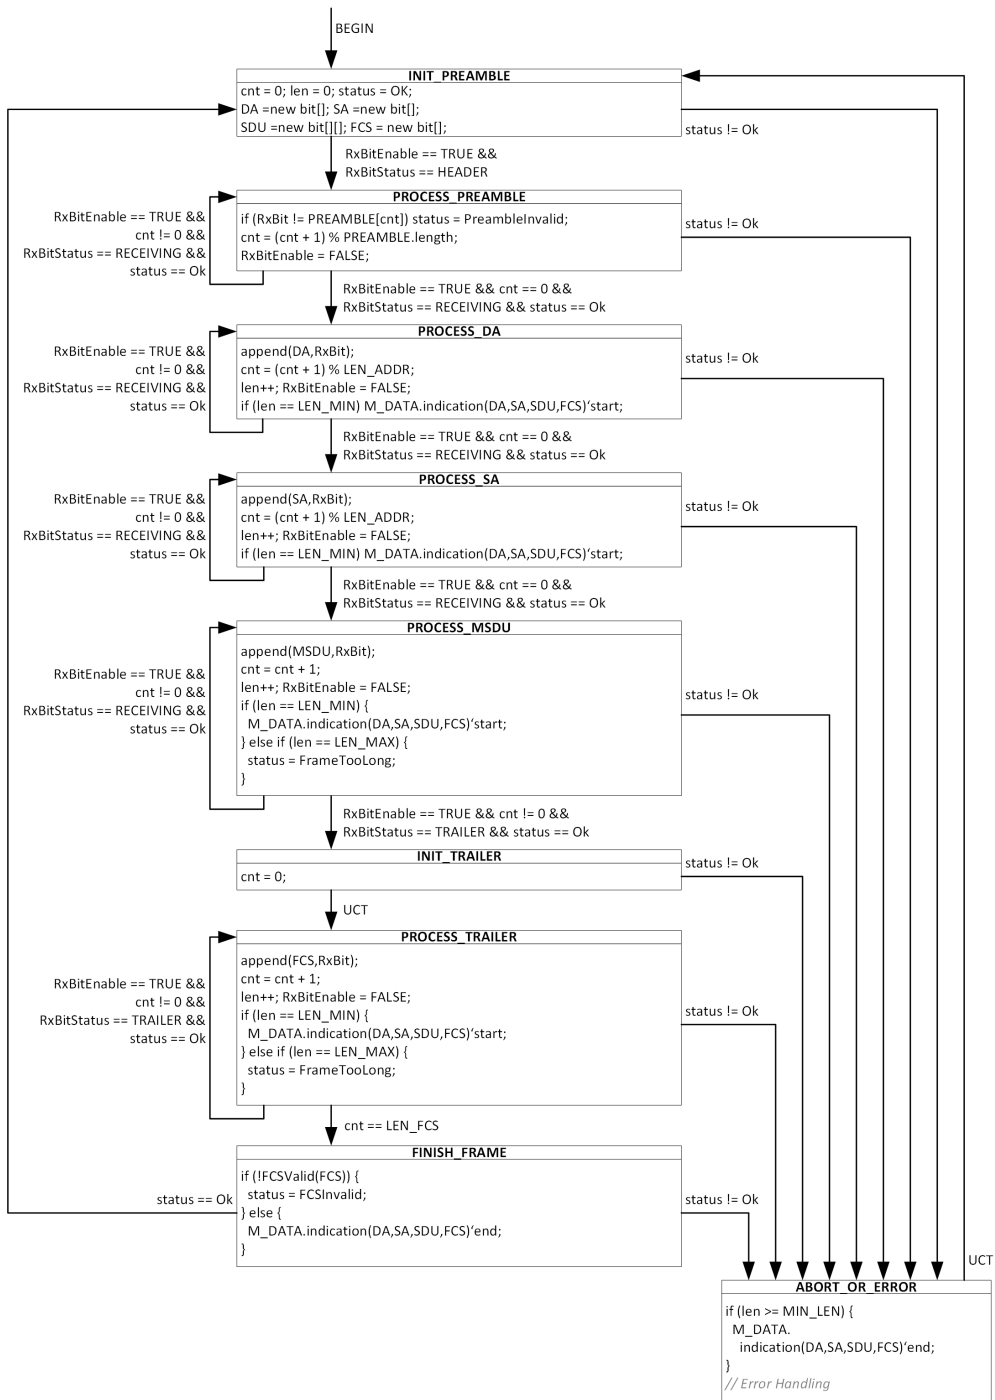 BEGIN
INIT_PREAMBLE
cnt = 0; len = 0; status = OK;
DA =new bit[]; SA =new bit[];
SDU =new bit[][]; FCS = new bit[];
status != Ok
RxBitEnable == TRUE &&
RxBitStatus == HEADER
PROCESS_PREAMBLE
if (RxBit != PREAMBLE[cnt]) status = PreambleInvalid;
cnt = (cnt + 1) % PREAMBLE.length;
RxBitEnable = FALSE;
RxBitEnable == TRUE &&
cnt != 0 &&
RxBitStatus == RECEIVING &&
status == Ok
status != Ok
RxBitEnable == TRUE && cnt == 0 &&
RxBitStatus == RECEIVING && status == Ok
PROCESS_DA
append(DA,RxBit);
cnt = (cnt + 1) % LEN_ADDR;
len++; RxBitEnable = FALSE;
if (len == LEN_MIN) M_DATA.indication(DA,SA,SDU,FCS)‘start;
RxBitEnable == TRUE &&
cnt != 0 &&
RxBitStatus == RECEIVING &&
status == Ok
status != Ok
RxBitEnable == TRUE && cnt == 0 &&
RxBitStatus == RECEIVING && status == Ok
PROCESS_SA
append(SA,RxBit);
cnt = (cnt + 1) % LEN_ADDR;
len++; RxBitEnable = FALSE;
if (len == LEN_MIN) M_DATA.indication(DA,SA,SDU,FCS)‘start;
RxBitEnable == TRUE &&
cnt != 0 &&
RxBitStatus == RECEIVING &&
status == Ok
status != Ok
RxBitEnable == TRUE && cnt == 0 &&
RxBitStatus == RECEIVING && status == Ok
PROCESS_MSDU
append(MSDU,RxBit);
cnt = cnt + 1;
len++; RxBitEnable = FALSE;
if (len == LEN_MIN) {
M_DATA.indication(DA,SA,SDU,FCS)‘start;
} else if (len == LEN_MAX) {
status = FrameTooLong;
}
RxBitEnable == TRUE &&
cnt != 0 &&
RxBitStatus == RECEIVING &&
status == Ok
status != Ok
RxBitEnable == TRUE && cnt != 0 &&
RxBitStatus == TRAILER && status == Ok
INIT_TRAILER
cnt = 0;
status != Ok
UCT
PROCESS_TRAILER
append(FCS,RxBit);
cnt = cnt + 1;
len++; RxBitEnable = FALSE;
if (len == LEN_MIN) {
M_DATA.indication(DA,SA,SDU,FCS)‘start;
} else if (len == LEN_MAX) {
status = FrameTooLong;
}
RxBitEnable == TRUE &&
cnt != 0 &&
RxBitStatus == TRAILER &&
status == Ok
status != Ok
cnt == LEN_FCS
FINISH_FRAME
if (!FCSValid(FCS)) {
status = FCSInvalid;
} else {
M_DATA.indication(DA,SA,SDU,FCS)‘end;
}
status == Ok
status != Ok
UCT
ABORT_OR_ERROR
if (len >= MIN_LEN) {
M_DATA.
indication(DA,SA,SDU,FCS)‘end;
}
// Error Handling